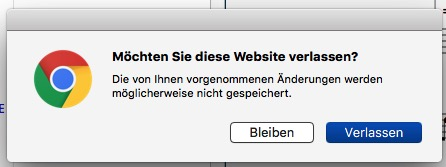 Möchten Sie diese Website verlassen?
Die von Ihnen vorgenommenen Änderungen werden
möglicherweise nicht gespeichert.
Bleiben
Verlassen